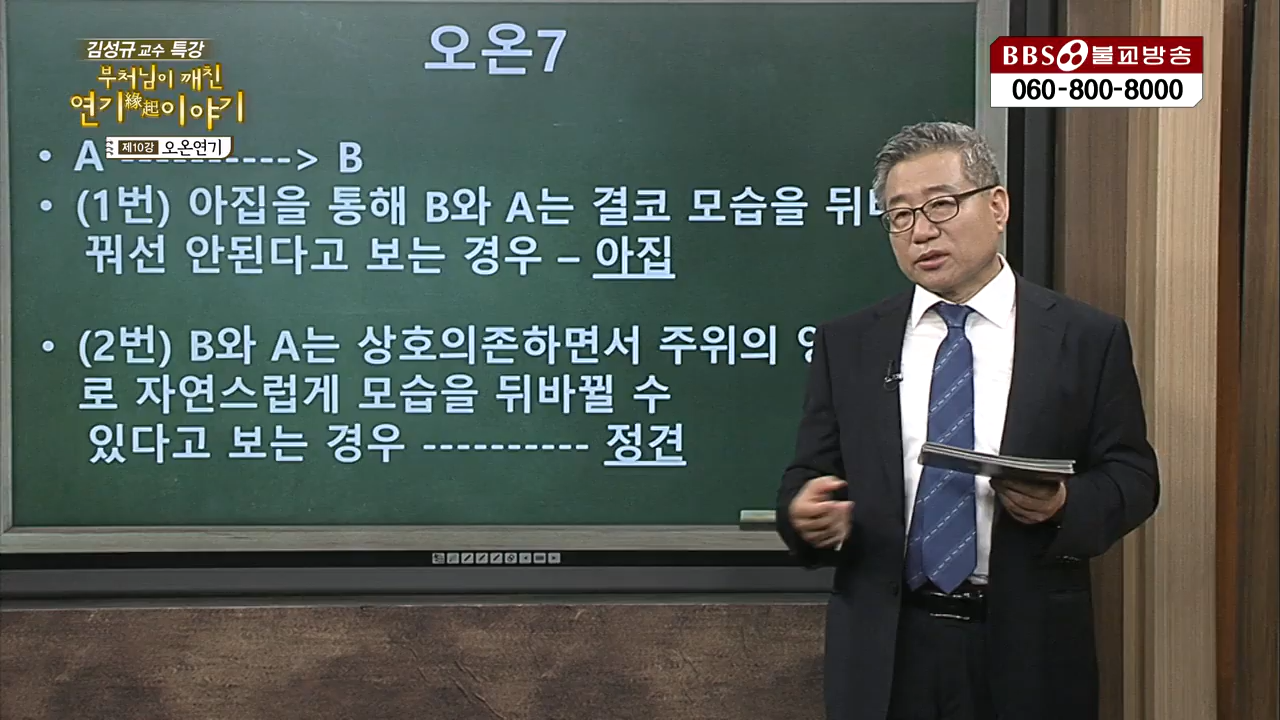 오온7
김성규 교수 특강
부처님이 깨친
연기緣起이야기
제10강 오온연기
BBS 불교방송
060-800-8000
• A ----------> B
• (1번) 아집을 통해 B와 A는 결코 모습을
꿔선 안된다고 보는 경우 – 아집
• (2번) B와 A는 상호의존하면서 주위의
로 자연스럽게 모습을 뒤바뀔 수
있다고 보는 경우 ---------- 정견